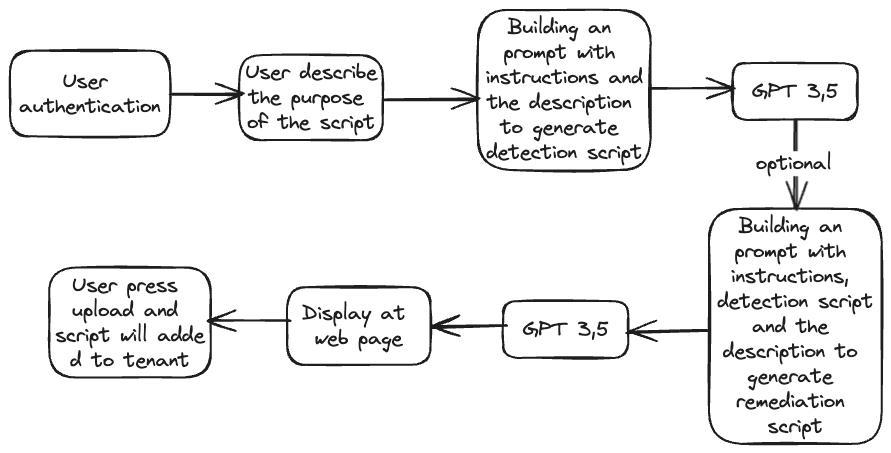 User
authentication
User describe
the purpose
of the script
Building an
prompt with
instructions and
the description
to generate
detection script
GPT 3,5
optional
Building an
prompt with
instructions,
detection script
and the
description to
generate
remediation
script
GPT 3,5
Display at
web page
User press
upload and
script will adde
d to tenant